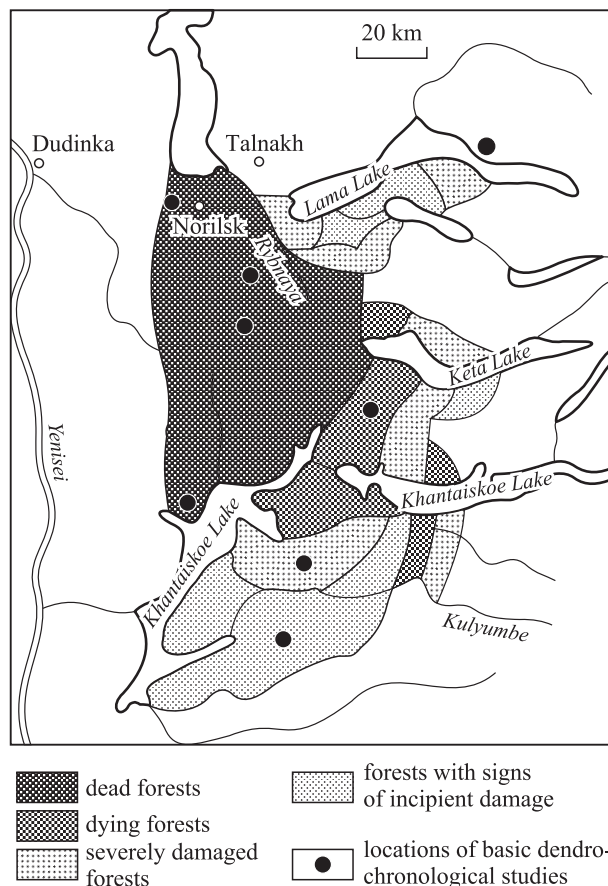 20 km
Dudinka
Talnakh
Lama Lake
Norilsk
Rybnaya
Keta Lake
Yenisei
Khantaiskoe Lake
Khantaiskoe Lake
Kulyumbe
dead forests
dying forests
severely damaged
forests
forests with signs
of incipient damage
locations of basic dendro-
chronological studies